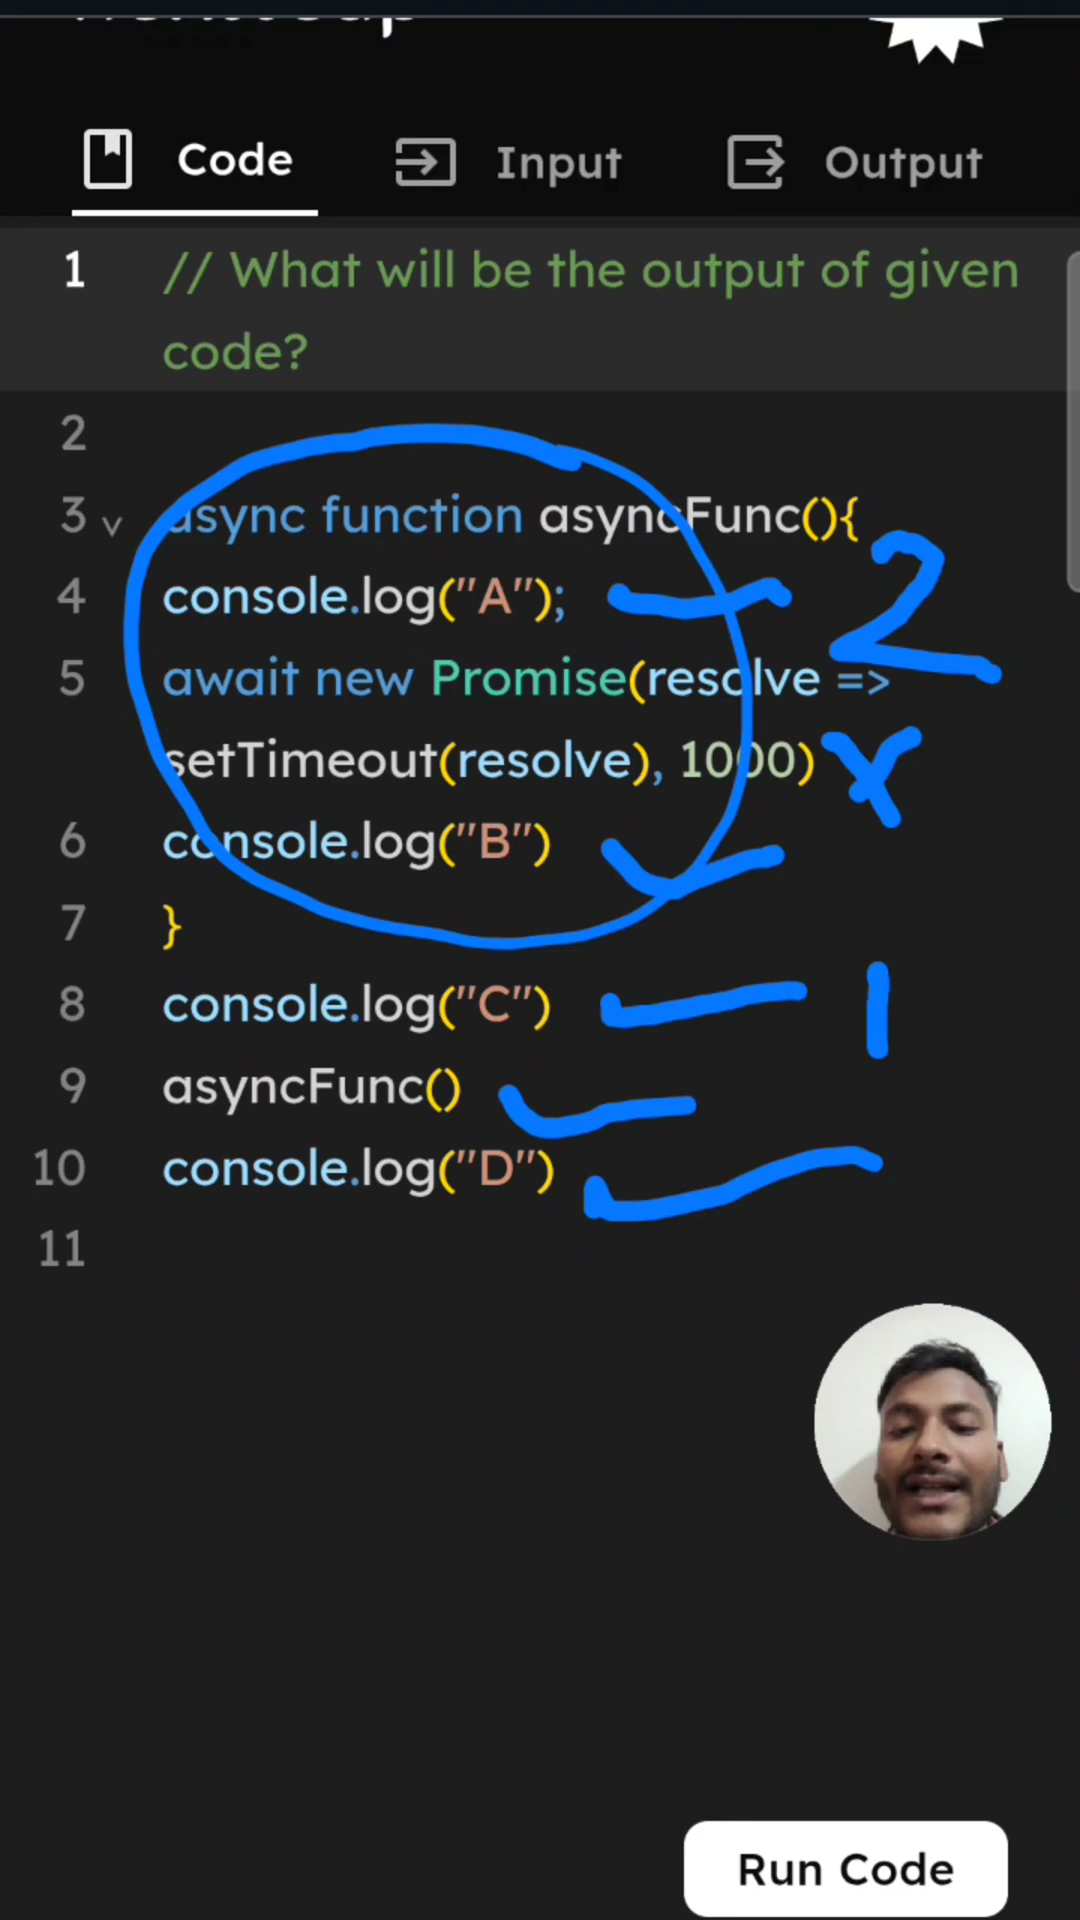 Code Input Output
1 // What will be the output of given
code?
2
3 async function asyncFunc(){
2
4 console.log("A");
5 await new Promise(resolve =>
setTimeout(resolve), 1000)
6 console.log("B")
7 }
8 console.log("C") 1
9 asyncFunc()
10 console.log("D")
11
Run Code